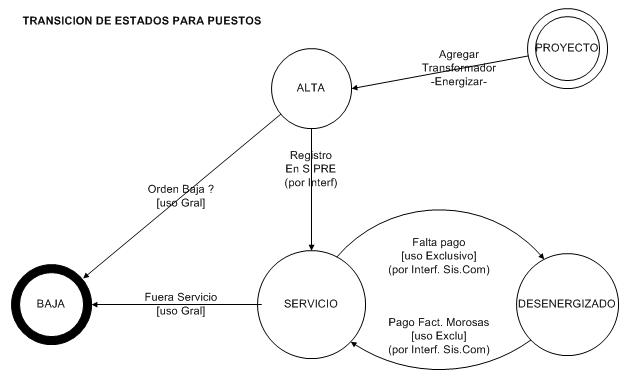 TRANSICION DE ESTADOS PARA PUESTOS
PROYECTO
Agregar
Transformador
-Energizar-
ALTA
Registro
En SIPRE
(por Interf)
Orden Baja ?
[uso Gral]
Falta pago
[uso Exclusivo]
(por Interf. Sis.Com)
BAJA
Fuera Servicio
[uso Gral]
SERVICIO
DESENERGIZADO
Pago Fact. Morosas
[uso Exclu]
(por Interf. Sis.Com)